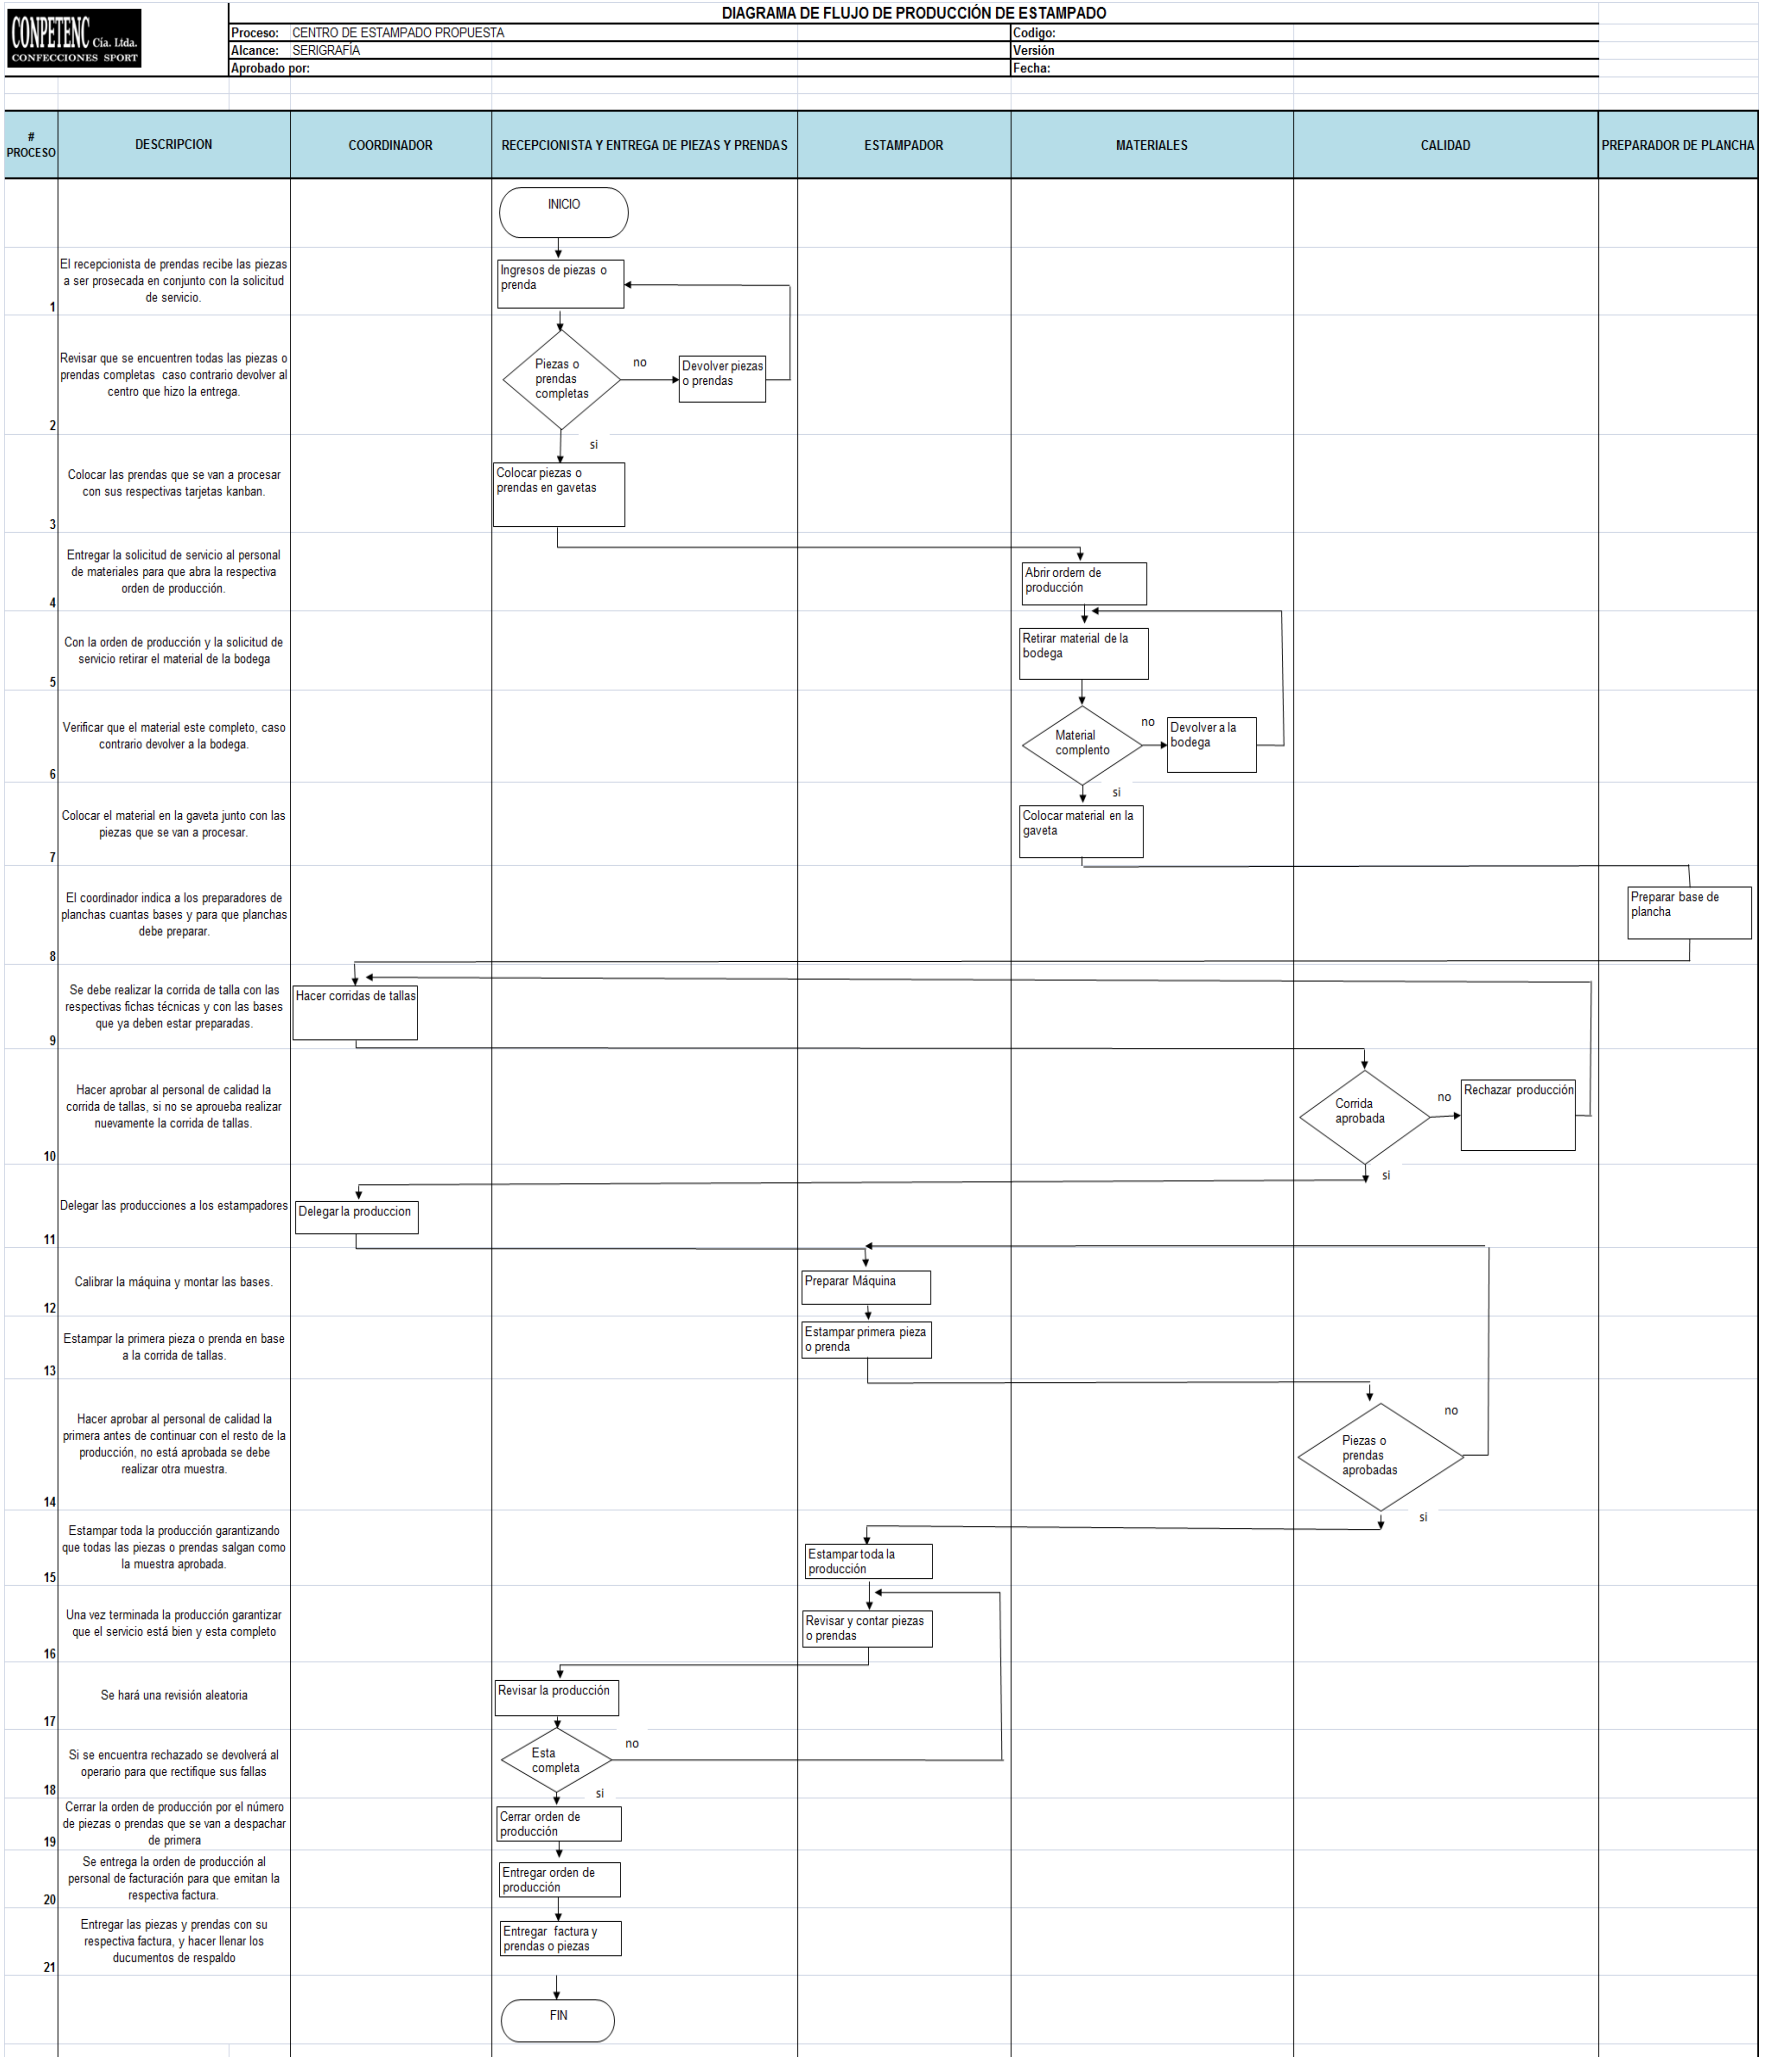 CONPETENC Cía. Ltda.
CONFECCIONES SPORT
DIAGRAMA DE FLUJO DE PRODUCCIÓN DE ESTAMPADO
Proceso: CENTRO DE ESTAMPADO PROPUESTA
Codigo:
Alcance: SERIGRAFÍA
Versión
Aprobado por:
Fecha:
#
PROCESO
DESCRIPCION
COORDINADOR
RECEPCIONISTA Y ENTREGA DE PIEZAS Y PRENDAS
ESTAMPADOR
MATERIALES
CALIDAD
PREPARADOR DE PLANCHA
INICIO
El recepcionista de prendas recibe las piezas
a ser prosecada en conjunto con la solicitud
de servicio.
1
Ingresos de piezas o
prenda
Revisar que se encuentren todas las piezas o
prendas completas caso contrario devolver al
centro que hizo la entrega.
2
Piezas o
prendas
completas
no
Devolver piezas
o prendas
si
Colocar las prendas que se van a procesar
con sus respectivas tarjetas kanban.
3
Colocar piezas o
prendas en gavetas
Entregar la solicitud de servicio al personal
de materiales para que abra la respectiva
orden de producción.
4
Abrir ordem de
producción
Con la orden de producción y la solicitud de
servicio retirar el material de la bodega
5
Retirar material de la
bodega
Verificar que el material este completo, caso
contrario devolver a la bodega.
6
Material
complento
no
Devolver a la
bodega
si
Colocar el material en la gaveta junto con las
piezas que se van a procesar.
7
Colocar material en la
gaveta
El coordinador indica a los preparadores de
planchas cuantas bases y para que planchas
debe preparar.
8
Preparar base de
plancha
Se debe realizar la corrida de talla con las
respectivas fichas técnicas y con las bases
que ya deben estar preparadas.
9
Hacer corridas de tallas
Hacer aprobar al personal de calidad la
corrida de tallas, si no se aproueba realizar
nuevamente la corrida de tallas.
10
Corrida
aprobada
no
Rechazar producción
si
Delegar las producciones a los estampadores
11
Delegar la produccion
Calibrar la máquina y montar las bases.
12
Preparar Máquina
Estampar la primera pieza o prenda en base
a la corrida de tallas.
13
Estampar primera pieza
o prenda
Hacer aprobar al personal de calidad la
primera antes de continuar con el resto de la
producción, no está aprobada se debe
realizar otra muestra.
14
Piezas o
prendas
aprobadas
no
si
Estampar toda la producción garantizando
que todas las piezas o prendas salgan como
la muestra aprobada.
15
Estampar toda la
producción
Una vez terminada la producción garantizar
que el servicio está bien y esta completo
16
Revisar y contar piezas
o prendas
Se hará una revisión aleatoria
17
Revisar la producción
Si se encuentra rechazado se devolverá al
operario para que rectifique sus fallas
18
Esta
completa
no
si
Cerrar la orden de producción por el número
de piezas o prendas que se van a despachar
de primera
19
Cerrar orden de
producción
Se entrega la orden de producción al
personal de facturación para que emitan la
respectiva factura.
20
Entregar orden de
producción
Entregar las piezas y prendas con su
respectiva factura, y hacer llenar los
ducumentos de respaldo
21
Entregar factura y
prendas o piezas
FIN